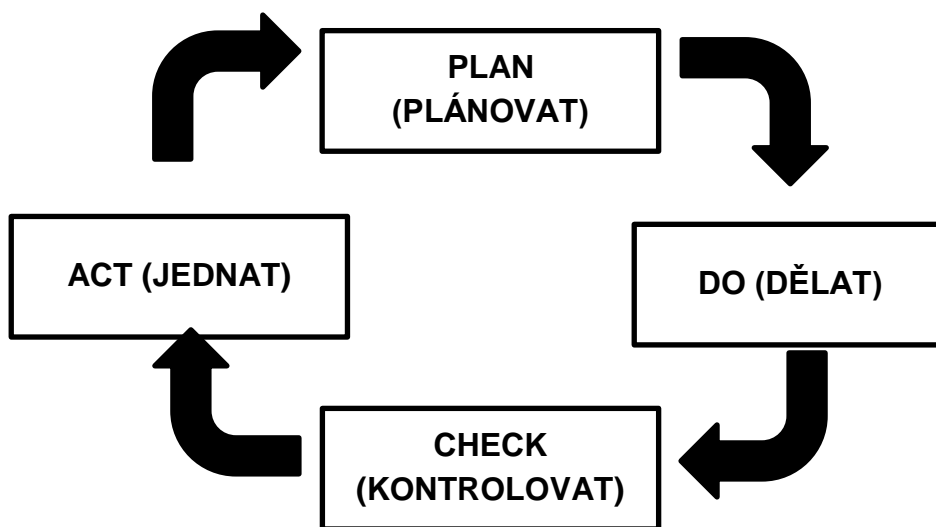 PLAN
(PLÁNOVAT)
ACT (JEDNAT)
DO (DĚLAT)
CHECK
(KONTROLOVAT)